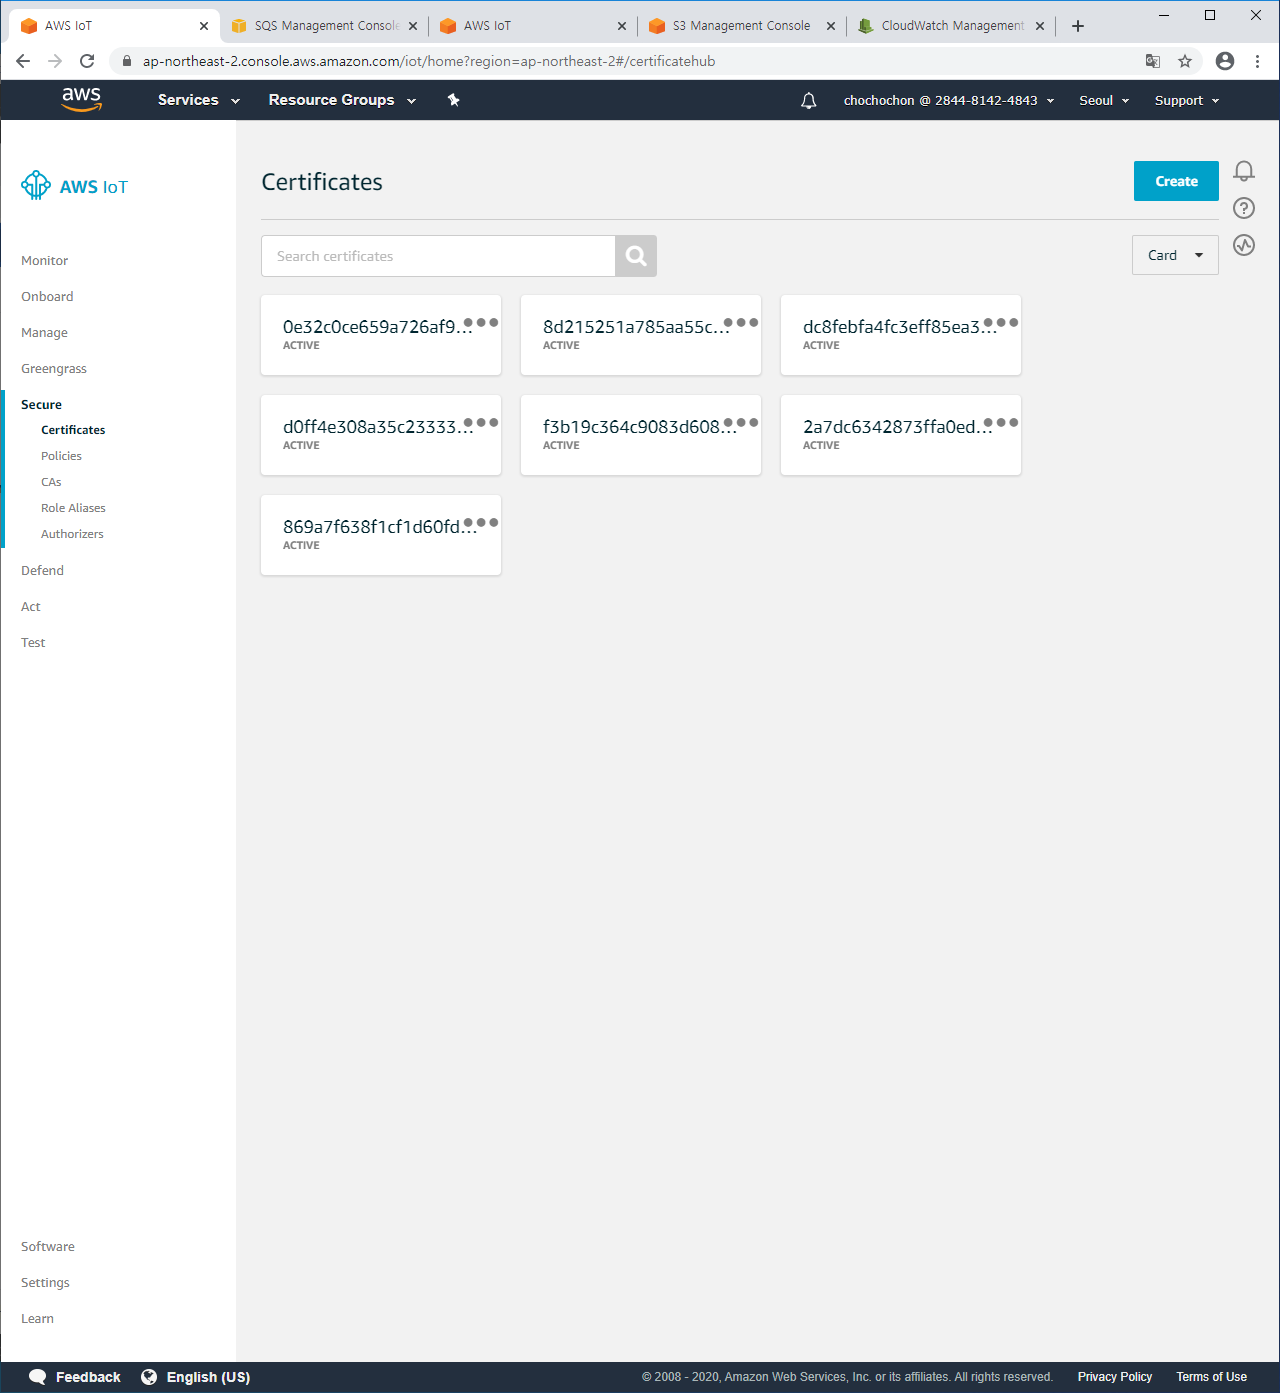 AWS IoT
SQS Management Console
AWS IoT
S3 Management Console
CloudWatch Management
ap-northeast-2.console.aws.amazon.com/iot/home?region=ap-northeast-2#/certificatehub
aws
Services
Resource Groups
chochochon @ 2844-8142-4843
Seoul
Support
AWS IoT
Monitor
Onboard
Manage
Greengrass
Secure
Certificates
Policies
CAs
Role Aliases
Authorizers
Defend
Act
Test
Software
Settings
Learn
Certificates
Create
Search certificates
Card
0e32c0ce659a726af9...
ACTIVE
8d215251a785aa55c...
ACTIVE
dc8febfa4fc3eff85ea3...
ACTIVE
d0ff4e308a35c23333...
ACTIVE
f3b19c364c9083d608...
ACTIVE
2a7dc6342873ffa0ed...
ACTIVE
869a7f638f1cf1d60fd...
ACTIVE
Feedback
English (US)
© 2008 - 2020, Amazon Web Services, Inc. or its affiliates. All rights reserved.
Privacy Policy
Terms of Use